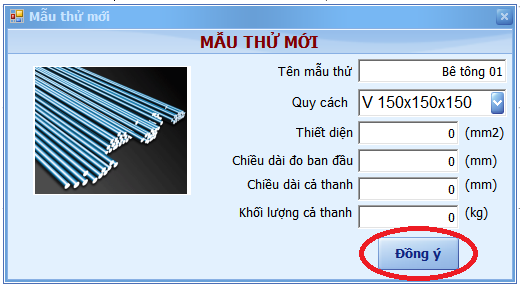 Mẫu thử mới
MẪU THỬ MỚI
Tên mẫu thử Bê tông 01
Quy cách V 150x150x150
Thiết diện 0 (mm2)
Chiều dài đo ban đầu 0 (mm)
Chiều dài cả thanh 0 (mm)
Khối lượng cả thanh 0 (kg)
Đồng ý